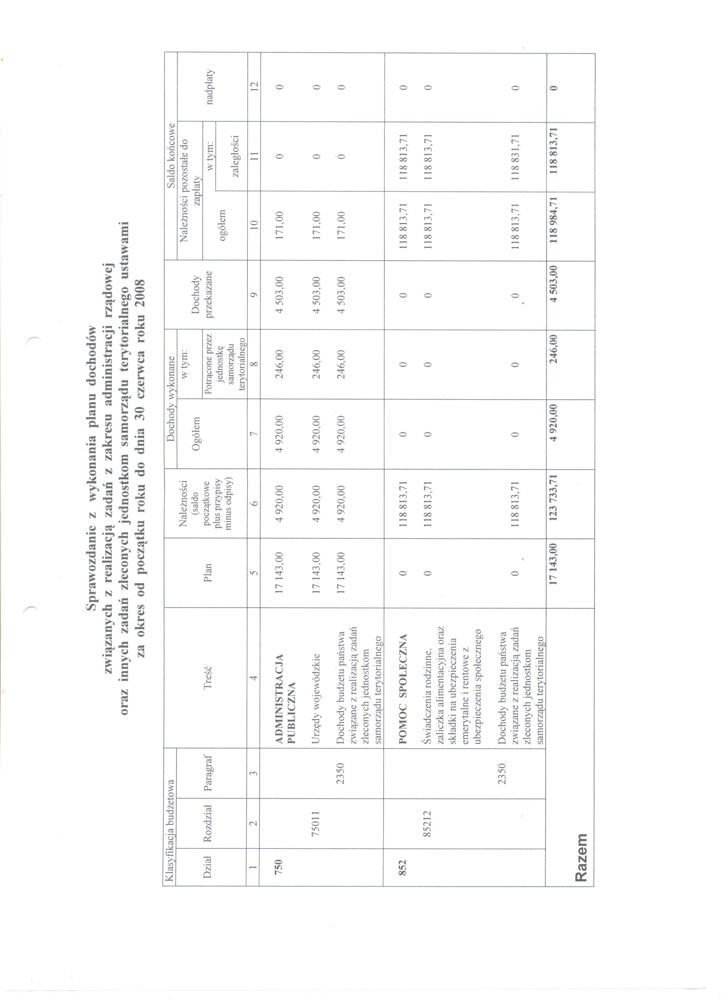 Sprawozdanie z wykonania planu dochodów
związanych z realizacją zadań z zakresu administracji rządowej
oraz innych zadań zleconych jednostkom samorządu terytorialnego ustawami
za okres od początku roku do dnia 30 czerwca roku 2008
Klasyfikacja budżetowa
Dział
Rozdział
Paragraf
Treść
Plan
Należności
(saldo
początkowe
plus przypisy
minus odpisy)
Dochody wykonane
Ogółem
w tym:
Potrącone przez
jednostkę
samorządu
terytorialnego
Dochody
przekazane
Saldo końcowe
Należności pozostałe do
zapłaty
ogółem
w tym:
zaległości
nadpłaty
1 2 3 4 5 6 7 8 9 10 11 12
750 ADMINISTRACJA 17 143,00 4 920,00 4 920,00 246,00 4 503,00 171,00 0 0
PUBLICZNA
75011 Urzędy wojewódzkie 17 143,00 4 920,00 4 920,00 246,00 4 503,00 171,00 0 0
2350 Dochody budżetu państwa 17 143,00 4 920,00 4 920,00 246,00 4 503,00 171,00 0 0
związane z realizacją zadań
zleconych jednostkom
samorządu terytorialnego
852 POMOC SPOŁECZNA 0 118 813,71 0 0 0 118 813,71 118 813,71 0
85212 Świadczenia rodzinne, 0 118 813,71 0 0 0 118 813,71 118 813,71 0
zaliczka alimentacyjna oraz
składki na ubezpieczenia
emerytalne i rentowe z
ubezpieczenia społecznego
2350 Dochody budżetu państwa
związane z realizacją zadań 0 118 813,71 0 0 0 118 813,71 118 831,71 0
zleconych jednostkom
samorządu terytorialnego
17 143,00 123 733,71 4 920,00 246,00 4 503,00 118 984,71 118 813,71 0
Razem